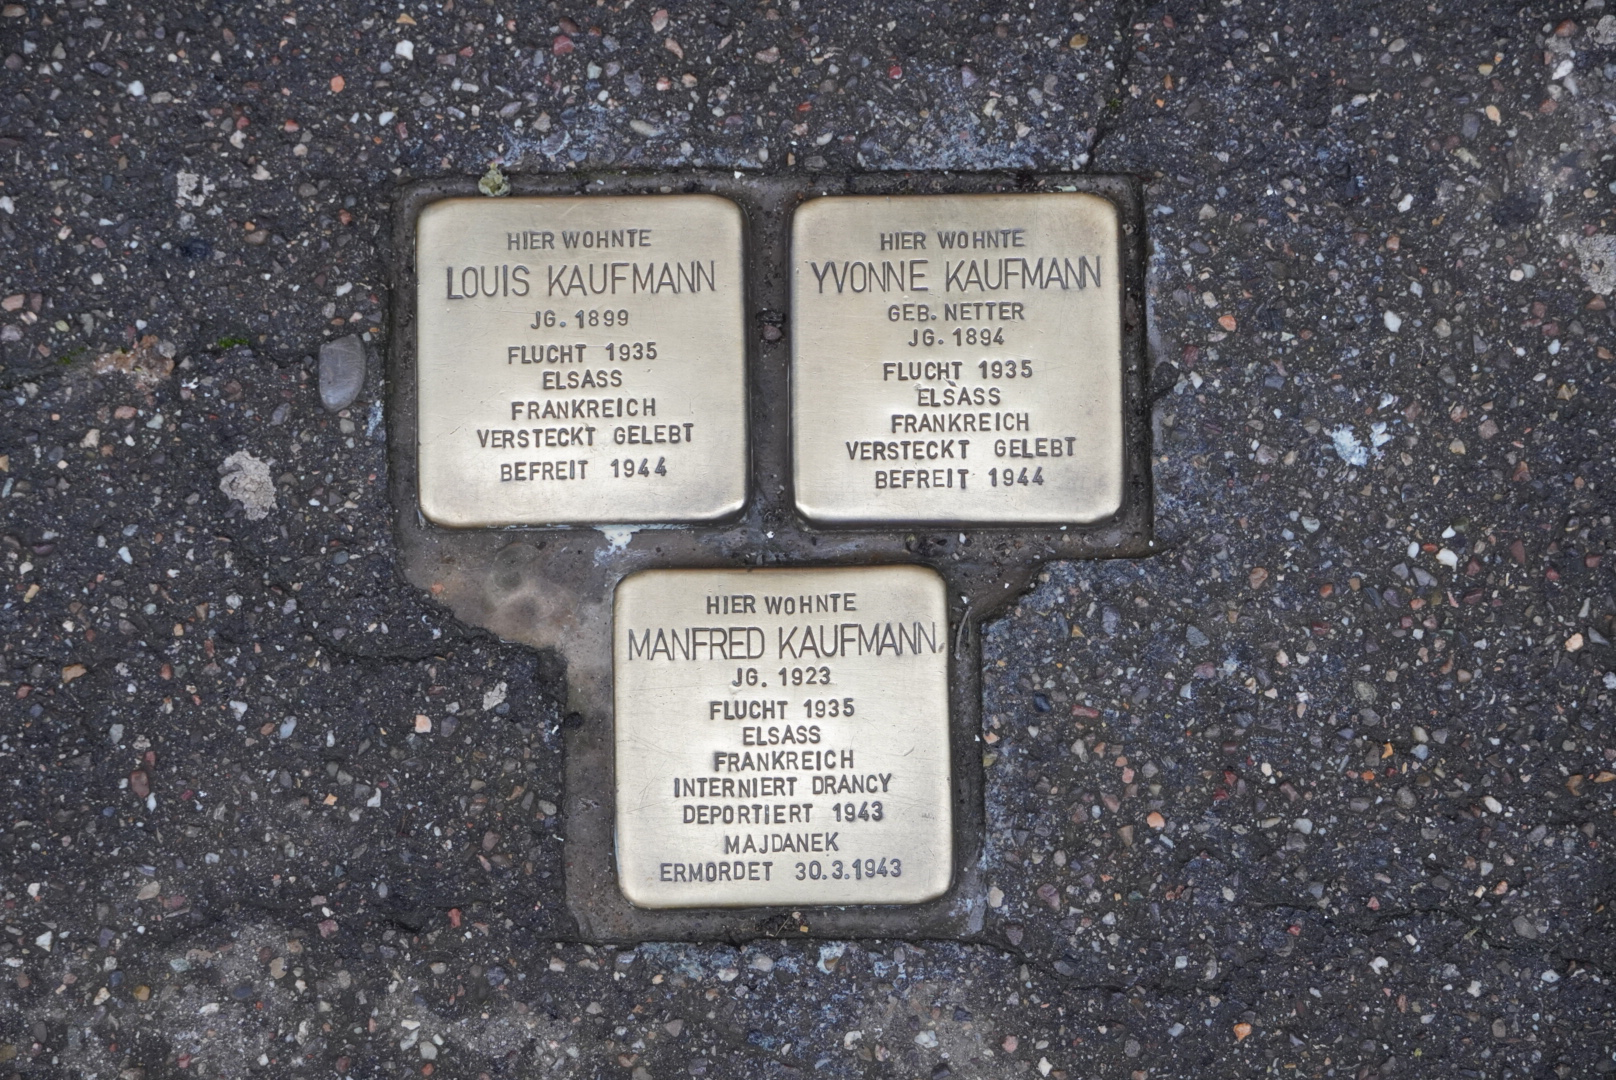 HIER WOHNTE
LOUIS KAUFMANN
JG. 1899
FLUCHT 1935
ELSASS
FRANKREICH
VERSTECKT GELEBT
BEFREIT 1944
HIER WOHNTE
YVONNE KAUFMANN
GEB. NETTER
JG. 1894
FLUCHT 1935
ELSASS
FRANKREICH
VERSTECKT GELEBT
BEFREIT 1944
HIER WOHNTE
MANFRED KAUFMANN
JG. 1923
FLUCHT 1935
ELSASS
FRANKREICH
INTERNIERT DRANCY
DEPORTIERT 1943
MAJDANEK
ERMORDET 30.3.1943